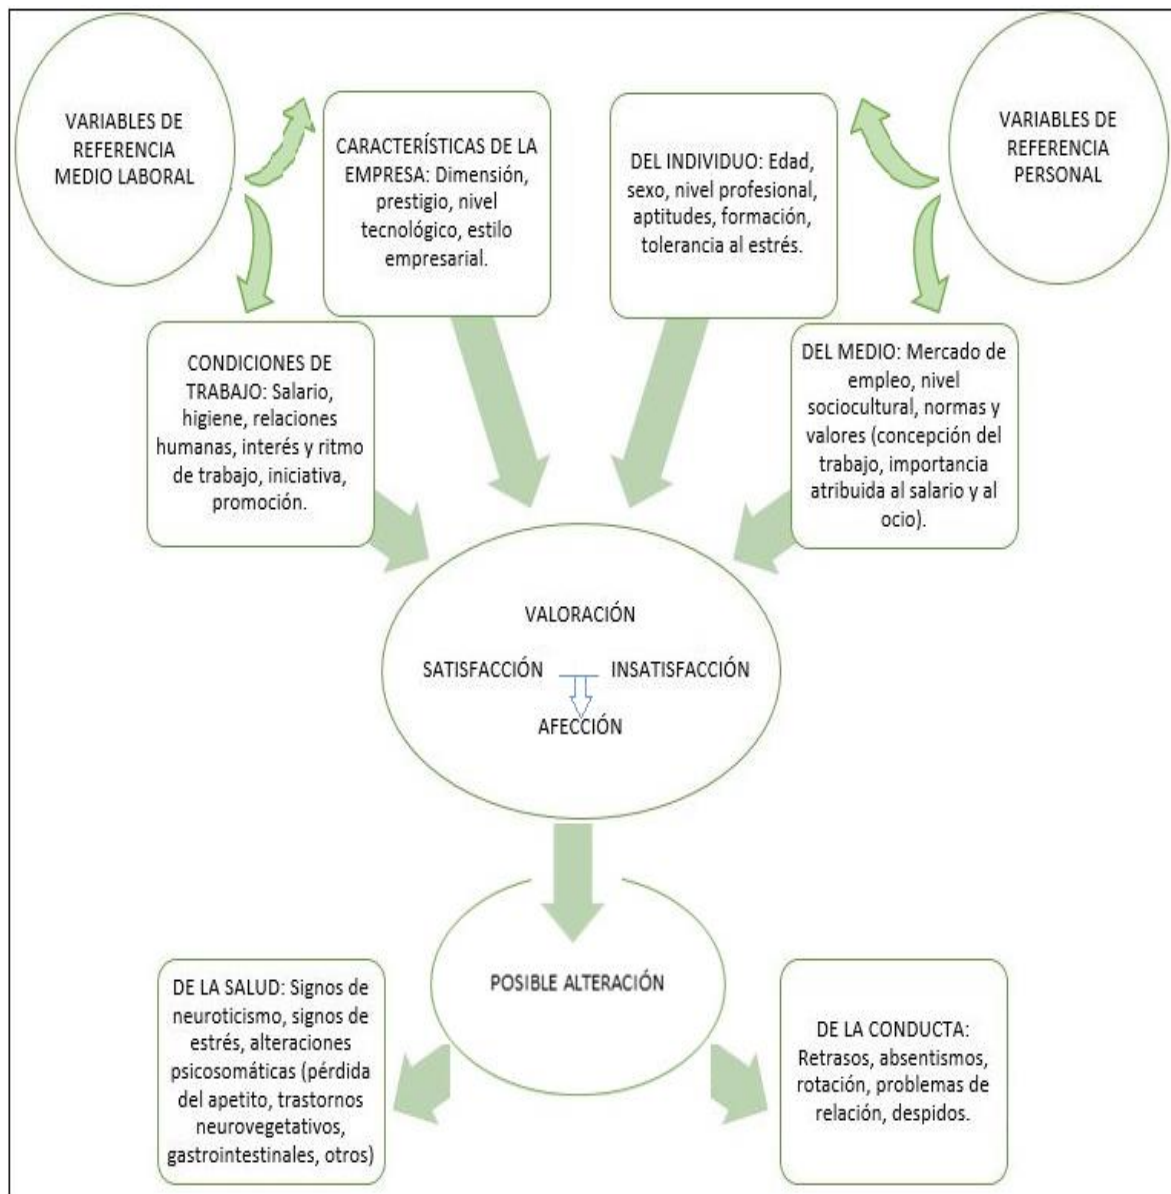 VARIABLES DE
REFERENCIA
MEDIO LABORAL
CARACTERÍSTICAS DE LA
EMPRESA: Dimensión,
prestigio, nivel
tecnológico, estilo
empresarial.
DEL INDIVIDUO: Edad,
sexo, nivel profesional,
aptitudes, formación,
tolerancia al estrés.
VARIABLES DE
REFERENCIA
PERSONAL
CONDICIONES DE
TRABAJO: Salario,
higiene, relaciones
humanas, interés y ritmo
de trabajo, iniciativa,
promoción.
DEL MEDIO: Mercado de
empleo, nivel
sociocultural, normas y
valores (concepción del
trabajo, importancia
atribuida al salario y al
ocio).
VALORACIÓN
SATISFACCIÓN INSATISFACCIÓN
AFECCIÓN
POSIBLE ALTERACIÓN
DE LA SALUD: Signos de
neuroticismo, signos de
estrés, alteraciones
psicosomáticas (pérdida
del apetito, trastornos
neurovegetativos,
gastrointestinales, otros)
DE LA CONDUCTA:
Retrasos, absentismos,
rotación, problemas de
relación, despidos.